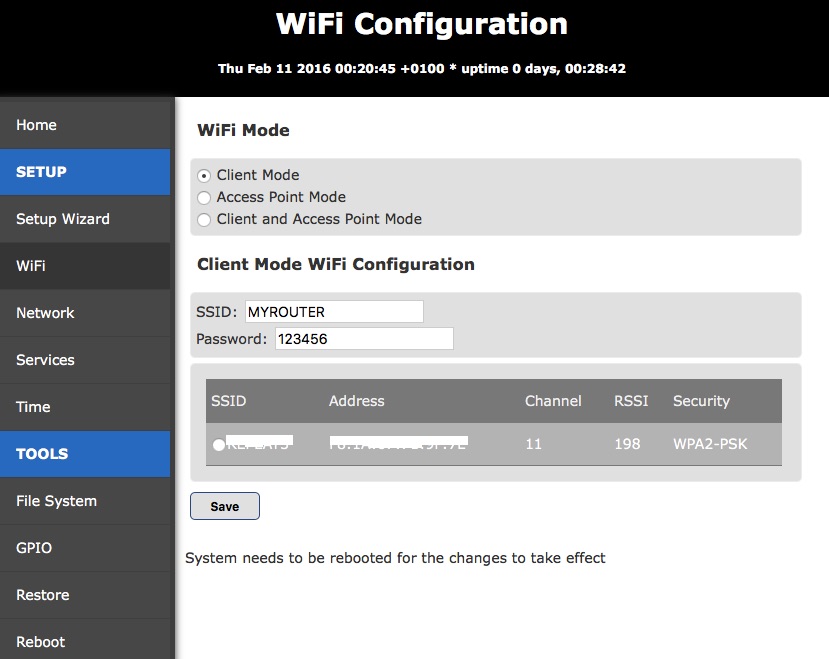 WiFi Configuration
Thu Feb 11 2016 00:20:45 +0100 * uptime 0 days, 00:28:42
Home
SETUP
Setup Wizard
WiFi
Network
Services
Time
TOOLS
File System
GPIO
Restore
Reboot
WiFi Mode
Client Mode
Access Point Mode
Client and Access Point Mode
Client Mode WiFi Configuration
SSID: MYROUTER
Password: 123456
SSID Address Channel RSSI Security
11 198 WPA2-PSK
Save
System needs to be rebooted for the changes to take effect